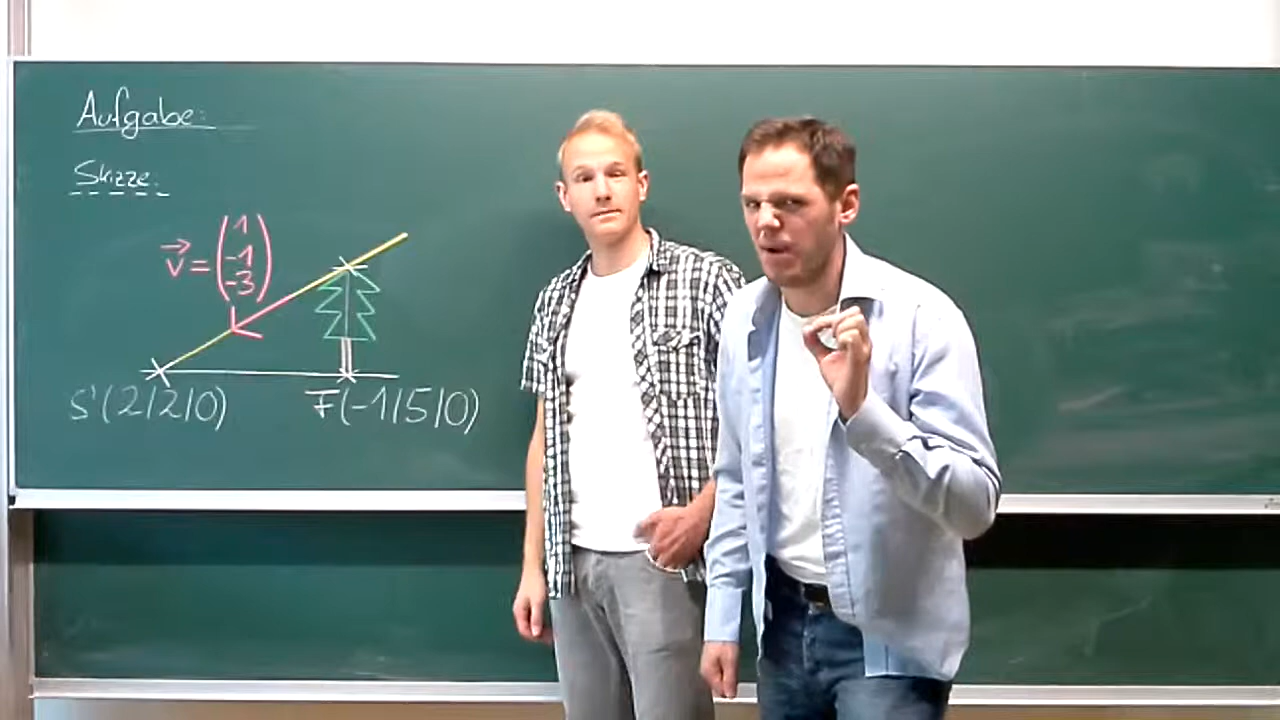 Aufgabe:
Skizze:
v⃗ = (1 -1 -3)
S'(2|2|0)
F(-1|5|0)